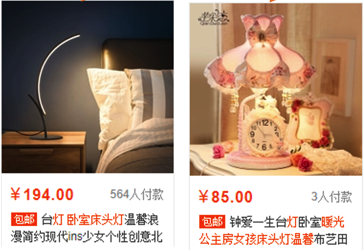 ¥194.00 564人付款
包邮 台灯 卧室床头灯温馨浪
漫简约现代ins少女个性创意北
¥85.00 3人付款
包邮 钟爱一生台灯卧室暖光
公主房女孩床头灯温馨布艺田